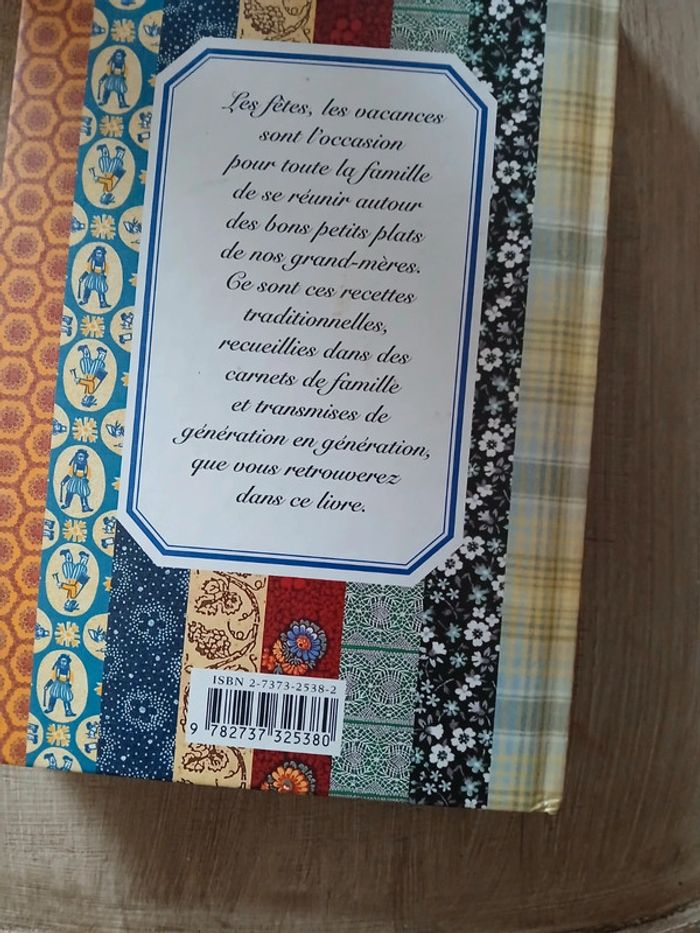 Les fêtes, les vacances
sont l'occasion
pour toute la famille
de se réunir autour
des bons petits plats
de nos grand-mères.
Ce sont ces recettes
traditionnelles,
recueillies dans des
carnets de famille
et transmises de
génération en génération,
que vous retrouverez
dans ce livre.
ISBN 2-7373-2538-2
9 782737 325380